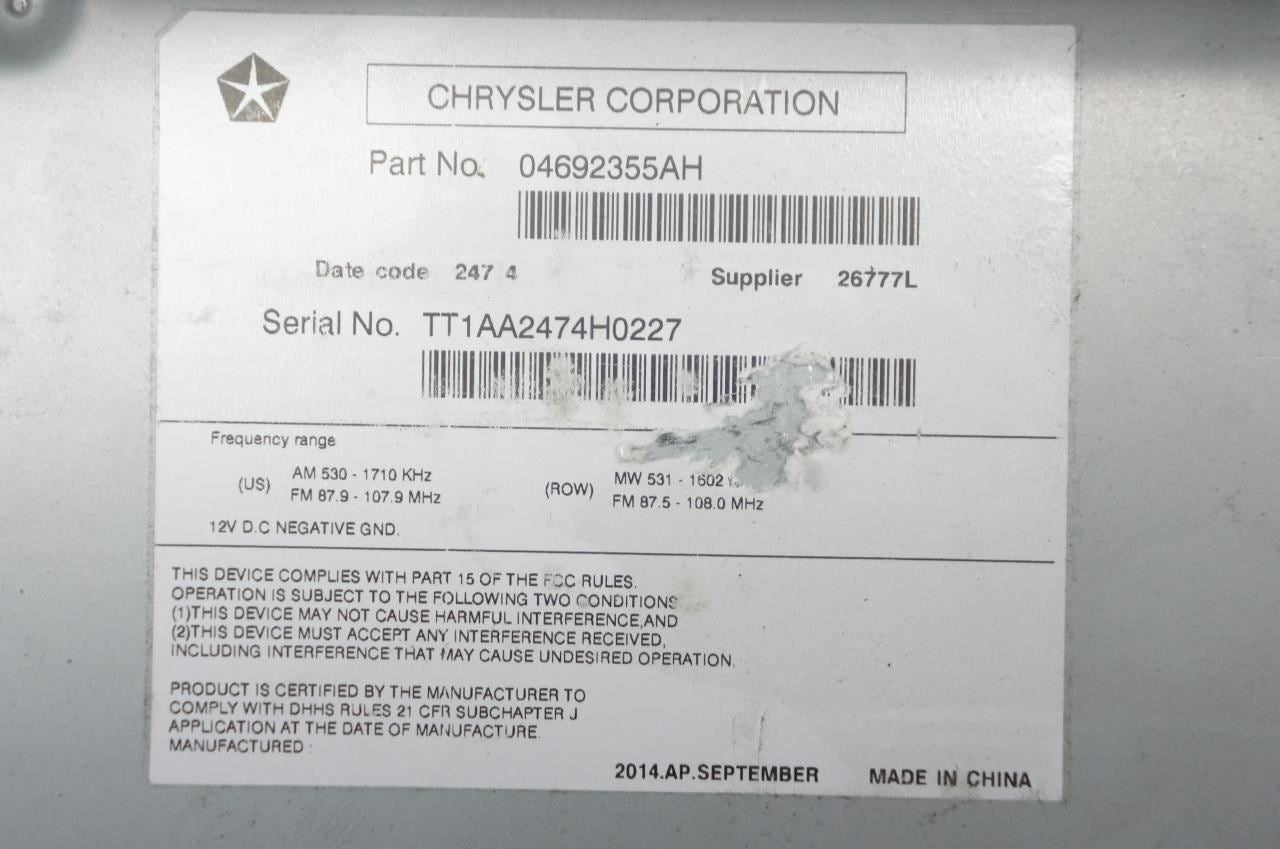 CHRYSLER CORPORATION
Part No. 04692355AH
Date code 247 4 Supplier 26777L
Serial No. TT1AA2474H0227
Frequency range
(US) AM 530 - 1710 KHz
FM 87.9 - 107.9 MHz
(ROW) MW 531 - 1602
FM 87.5 - 108.0 MHz
12V D.C NEGATIVE GND.
THIS DEVICE COMPLIES WITH PART 15 OF THE FCC RULES.
OPERATION IS SUBJECT TO THE FOLLOWING TWO CONDITIONS
(1)THIS DEVICE MAY NOT CAUSE HARMFUL INTERFERENCE,AND
(2)THIS DEVICE MUST ACCEPT ANY INTERFERENCE RECEIVED,
INCLUDING INTERFERENCE THAT MAY CAUSE UNDESIRED OPERATION.
PRODUCT IS CERTIFIED BY THE MANUFACTURER TO
COMPLY WITH DHHS RULES 21 CFR SUBCHAPTER J
APPLICATION AT THE DATE OF MANUFACTURE.
MANUFACTURED :
2014.AP.SEPTEMBER MADE IN CHINA